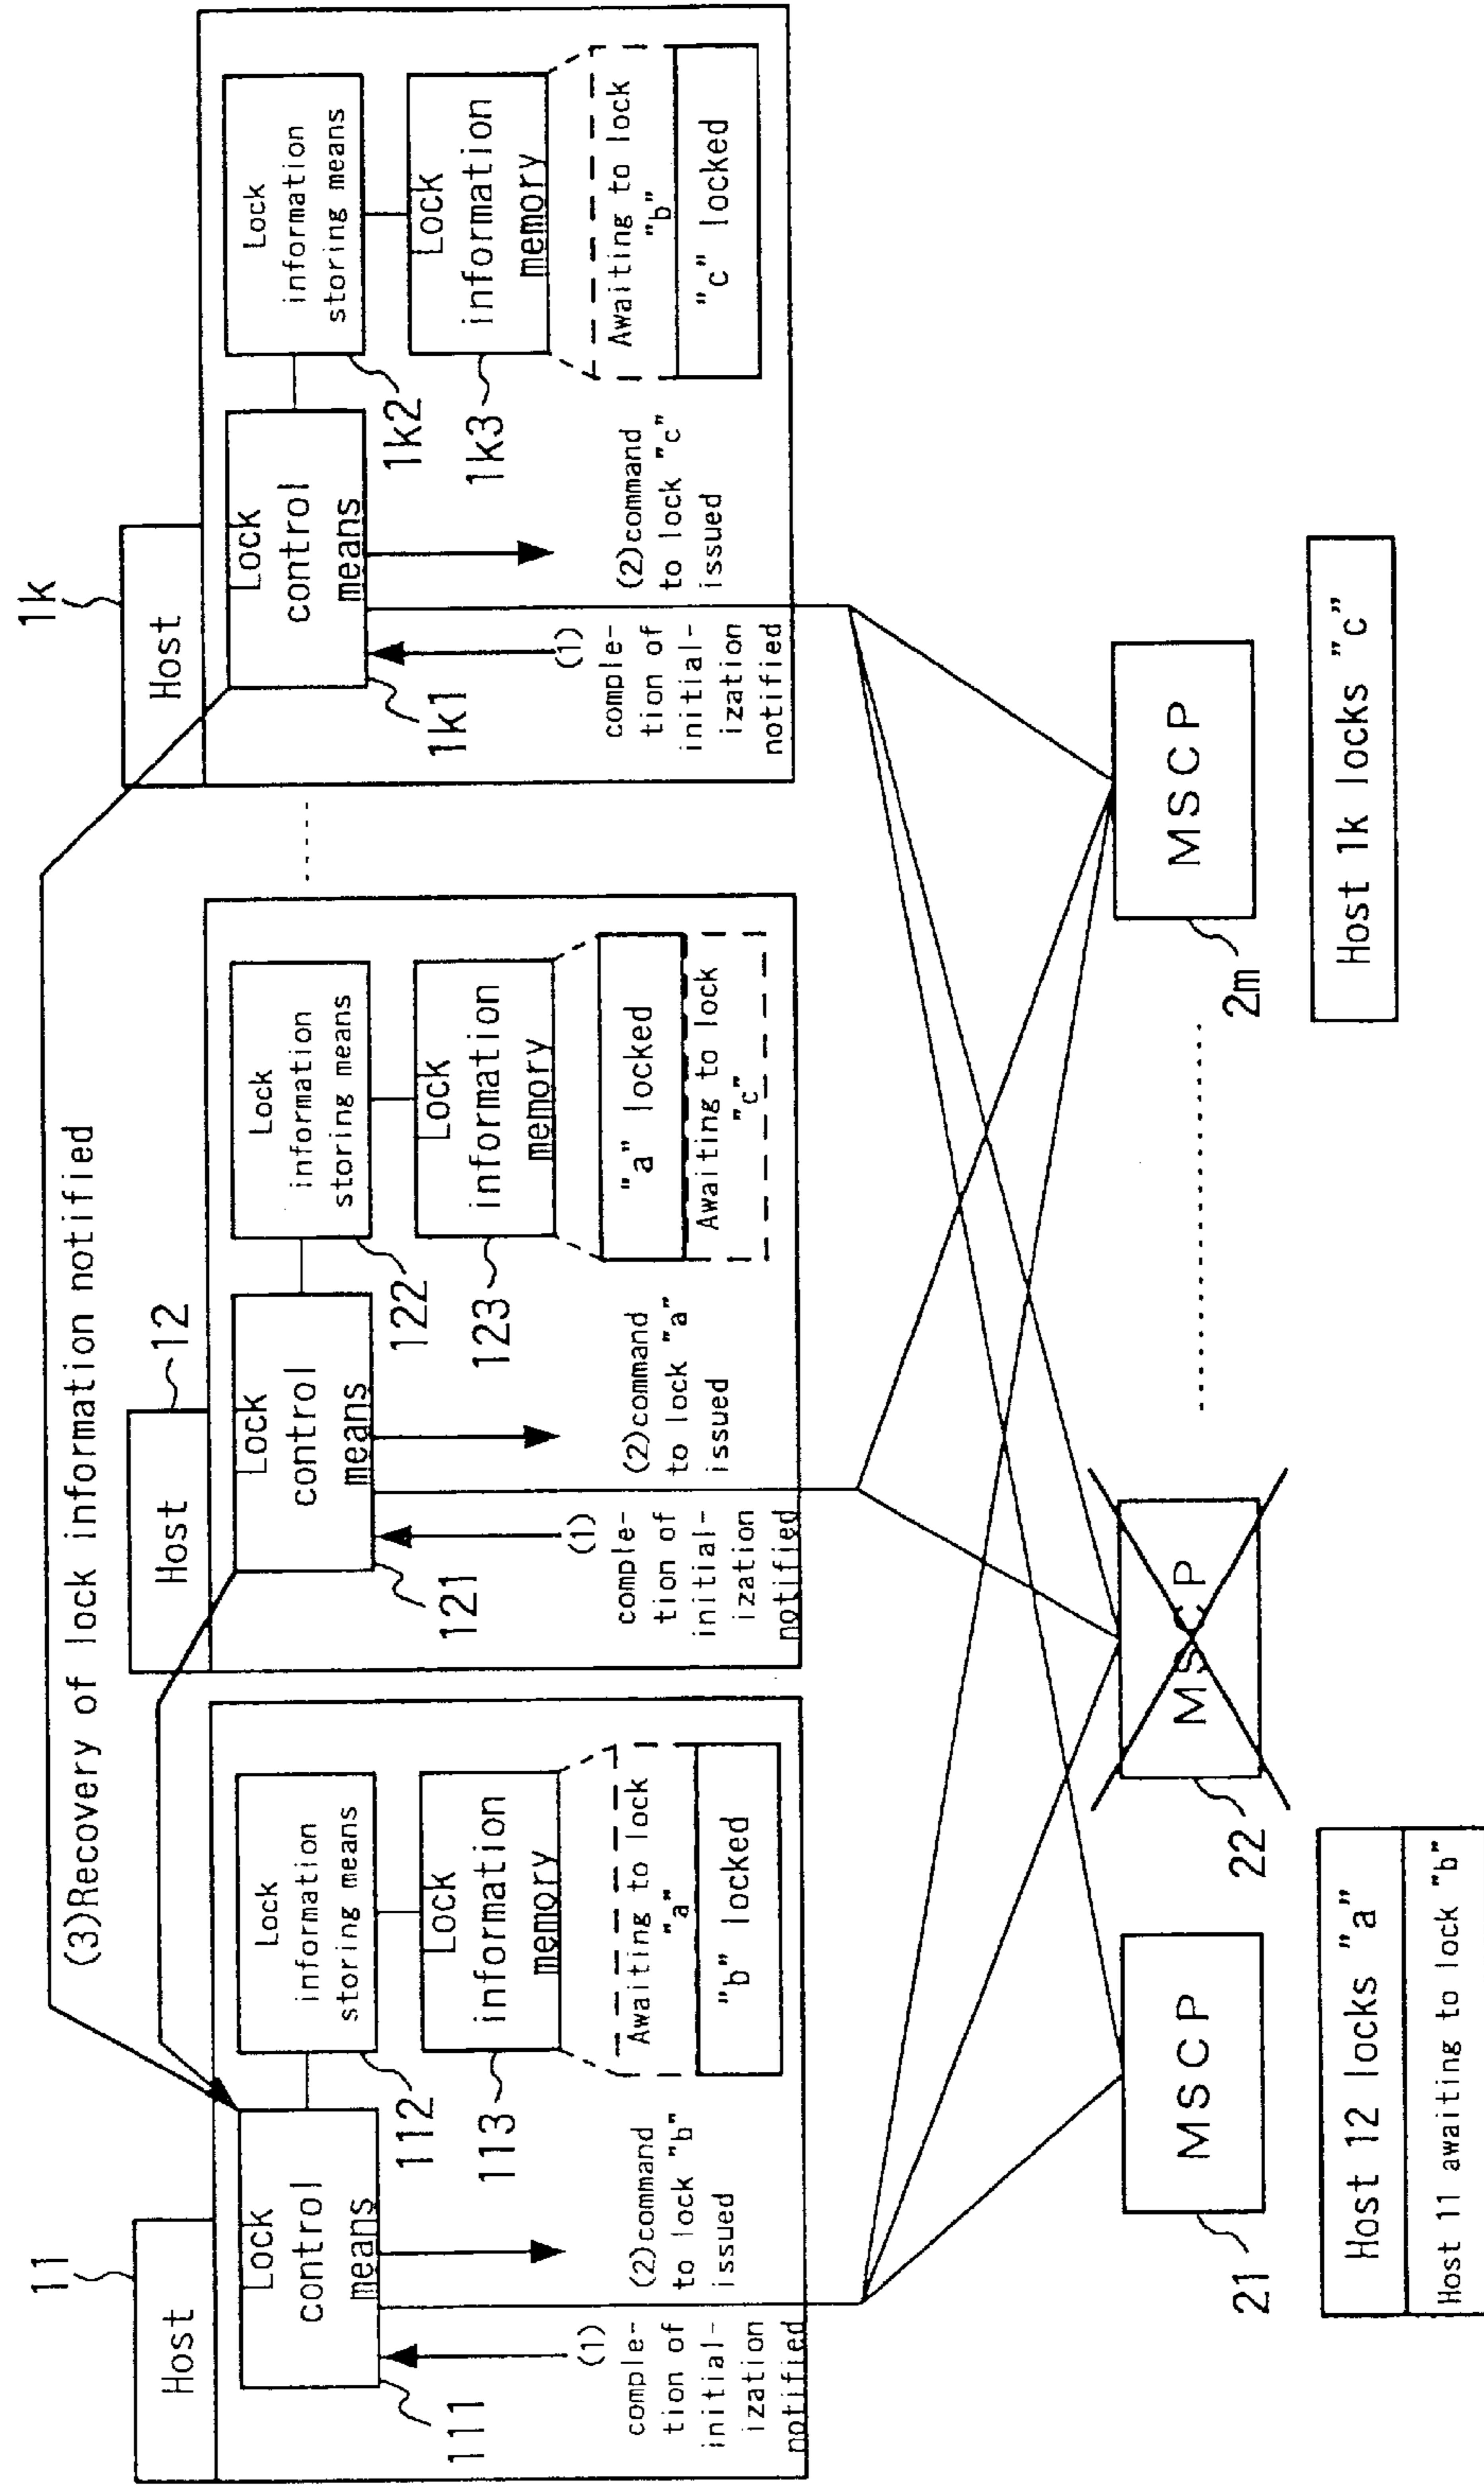 (3)Recovery of lock information notified
11
Host
Lock
control
means
111
Lock
information
storing means
112
Lock
information
memory
113
Awaiting to lock
"a"
"b" locked
(1)
comple-
tion of
initial-
ization
notified
(2)command
to lock "b"
issued
12
Host
Lock
control
means
121
Lock
information
storing means
122
Lock
information
memory
123
"a" locked
Awaiting to lock
"c"
(1)
comple-
tion of
initial-
ization
notified
(2)command
to lock "a"
issued
1k
Host
Lock
control
means
1k1
Lock
information
storing means
1k2
Lock
information
memory
1k3
Awaiting to lock
"b"
"c" locked
(1)
comple-
tion of
initial-
ization
notified
(2)command
to lock "c"
issued
MSCP
21
MSCP
22
MSCP
2m
Host 12 locks "a"
Host 11 awaiting to lock "b"
Host 1k locks "c"